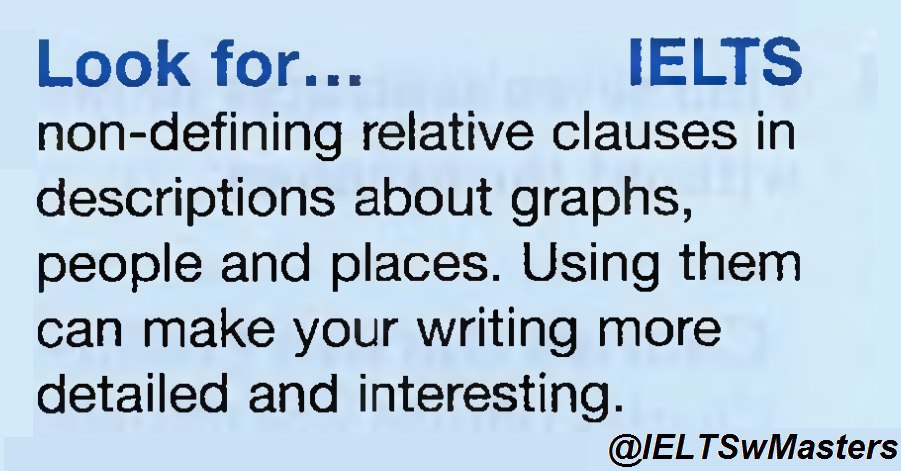 Look for... IELTS
non-defining relative clauses in
descriptions about graphs,
people and places. Using them
can make your writing more
detailed and interesting.
@IELTSwMasters